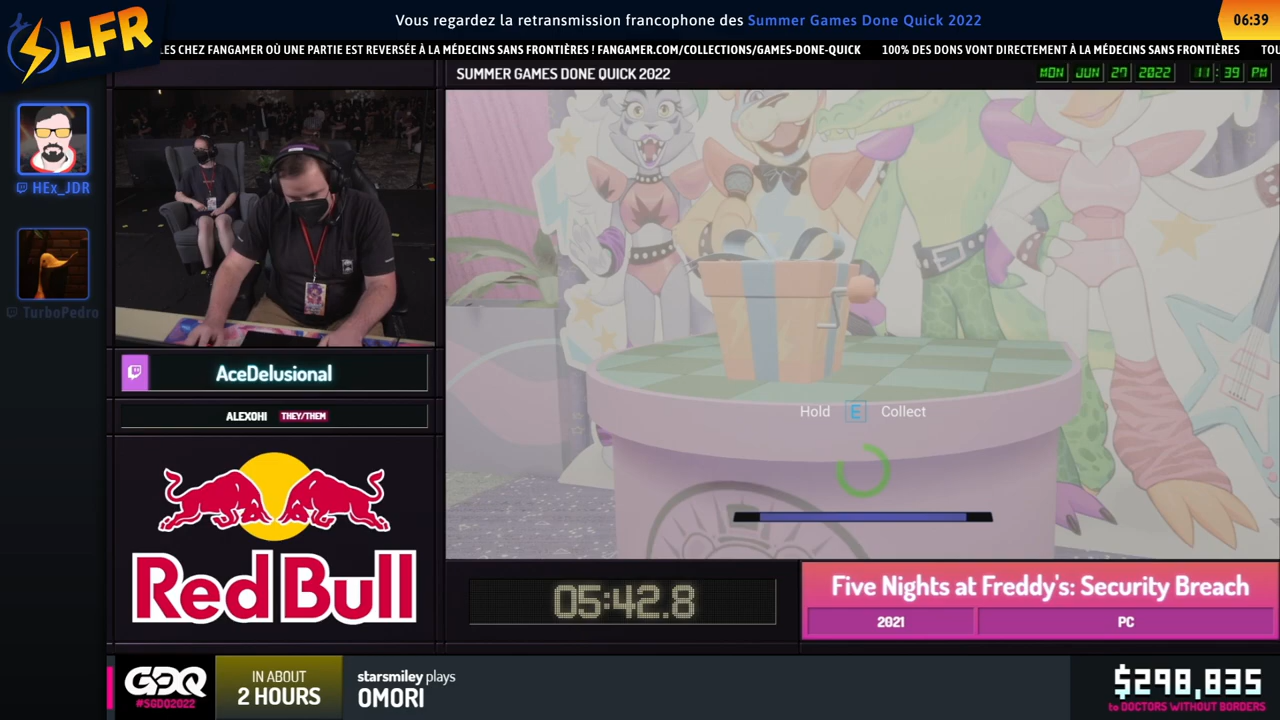 LFR
Vous regardez la retransmission francophone des Summer Games Done Quick 2022
06:39
LES CHEZ FANGAMER OÙ UNE PARTIE EST REVERSÉE À LA MÉDECINS SANS FRONTIÈRES ! FANGAMER.COM/COLLECTIONS/GAMES-DONE-QUICK 100% DES DONS VONT DIRECTEMENT À LA MÉDECINS SANS FRONTIÈRES TOU
SUMMER GAMES DONE QUICK 2022
MON JUN 27 2022 11:39 PM
HEx_JDR
TurboPedro
AceDelusional
ALEXOHI THEY/THEM
Red Bull
Hold E Collect
05:42.8
Five Nights at Freddy's: Security Breach
2021 PC
GDQ
#SGDQ2022
IN ABOUT
2 HOURS
starsmiley plays
OMORI
$298,835
to DOCTORS WITHOUT BORDERS